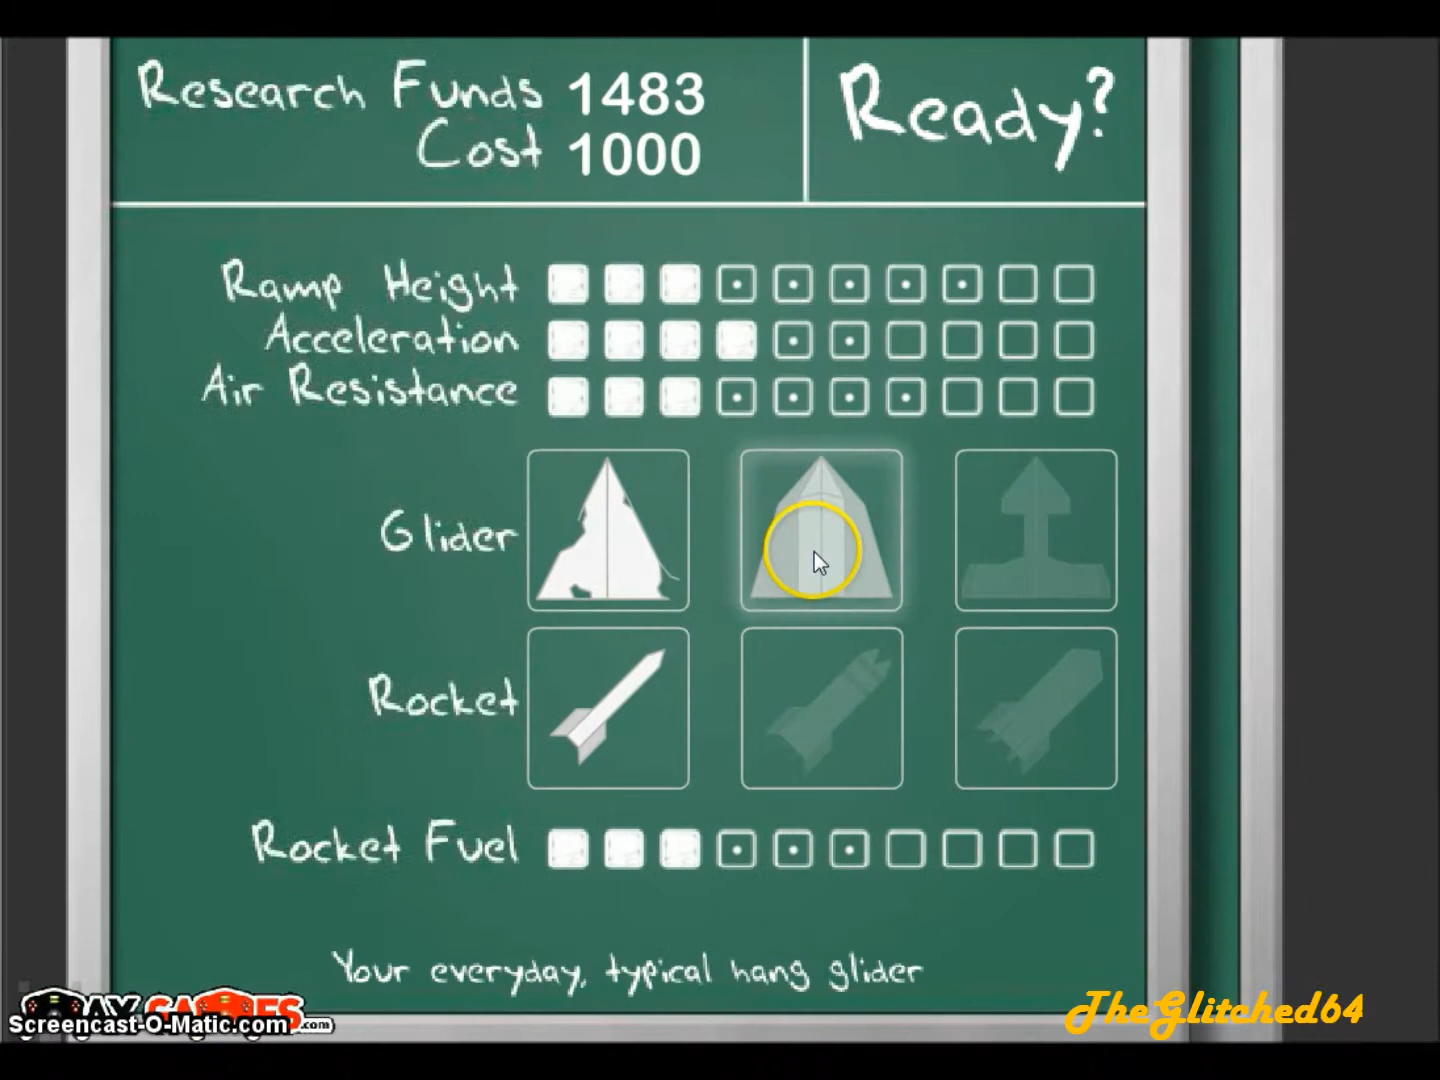 Research Funds 1483
Cost 1000
Ready?
Ramp Height
Acceleration
Air Resistance
Glider
Rocket
Rocket Fuel
Your everyday, typical hang glider
Screencast-O-Matic.com
.com
TheGlitched64